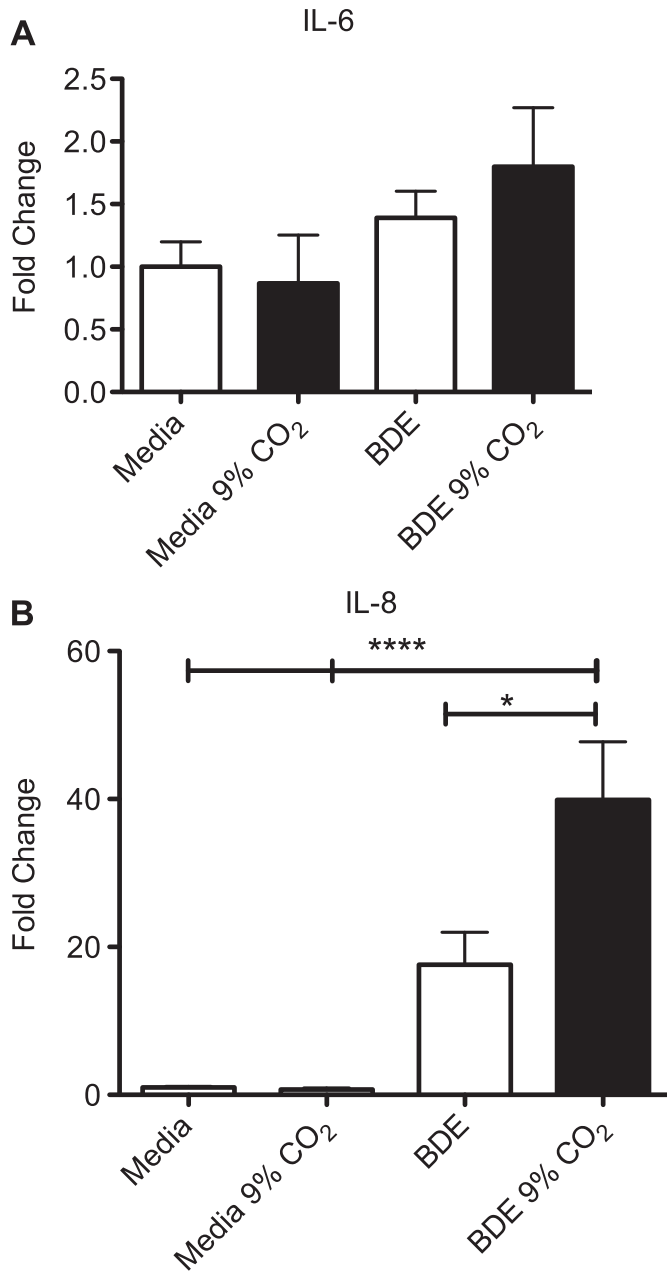 A
IL-6
Fold Change
2.5
2.0
1.5
1.0
0.5
0.0
Media
Media 9% CO₂
BDE
BDE 9% CO₂
B
IL-8
Fold Change
60
40
20
0
****
*
Media
Media 9% CO₂
BDE
BDE 9% CO₂